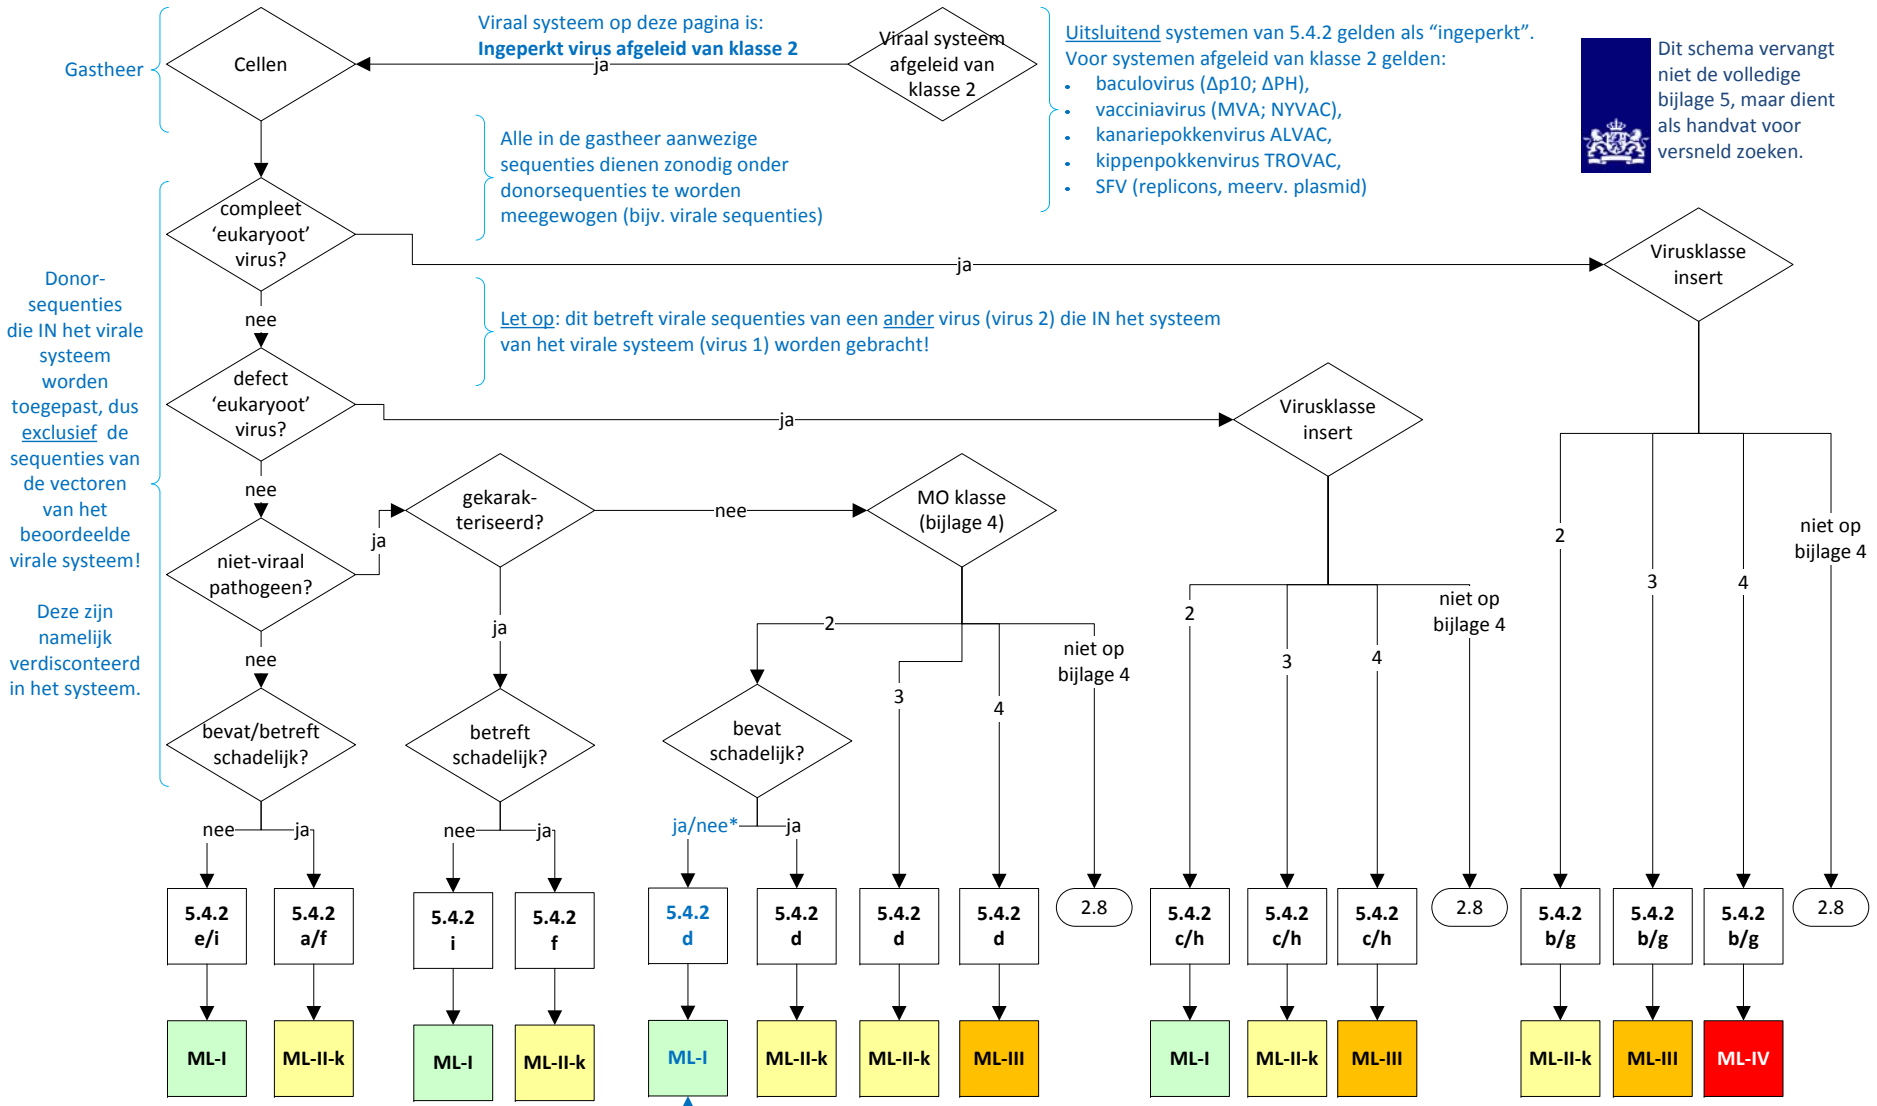 Viraal systeem op deze pagina is:
Ingeperkt virus afgeleid van klasse 2
Gastheer
Cellen
ja
Viraal systeem
afgeleid van
klasse 2
Uitsluitend systemen van 5.4.2 gelden als “ingeperkt”.
Voor systemen afgeleid van klasse 2 gelden:
• baculovirus (Δp10; ΔPH),
• vacciniavirus (MVA; NYVAC),
• kanariepokkenvirus ALVAC,
• kippenpokkenvirus TROVAC,
• SFV (replicons, meerv. plasmid)
Dit schema vervangt
niet de volledige
bijlage 5, maar dient
als handvat voor
versneld zoeken.
Alle in de gastheer aanwezige
sequenties dienen zonodig onder
donorsequenties te worden
meegewogen (bijv. virale sequenties)
compleet
‘eukaryoot’
virus?
ja
Virusklasse
insert
nee
Let op: dit betreft virale sequenties van een ander virus (virus 2) die IN het systeem
van het virale systeem (virus 1) worden gebracht!
Donor-
sequenties
die IN het virale
systeem
worden
toegepast, dus
exclusief de
sequenties van
de vectoren
van het
beoordeelde
virale systeem!
Deze zijn
namelijk
verdisconteerd
in het systeem.
defect
‘eukaryoot’
virus?
ja
Virusklasse
insert
nee
niet-viraal
pathogeen?
ja
gekarak-
teriseerd?
nee
MO klasse
(bijlage 4)
2
3
4
niet op
bijlage 4
2
3
4
niet op
bijlage 4
nee
ja
2
3
4
niet op
bijlage 4
bevat/betreft
schadelijk?
betreft
schadelijk?
bevat
schadelijk?
nee
ja
nee
ja
ja/nee*
ja
5.4.2
e/i
5.4.2
a/f
5.4.2
i
5.4.2
f
5.4.2
d
5.4.2
d
5.4.2
d
5.4.2
d
2.8
5.4.2
c/h
5.4.2
c/h
5.4.2
c/h
2.8
5.4.2
b/g
5.4.2
b/g
5.4.2
b/g
2.8
ML-I
ML-II-k
ML-I
ML-II-k
ML-I
ML-II-k
ML-II-k
ML-III
ML-I
ML-II-k
ML-III
ML-II-k
ML-III
ML-IV